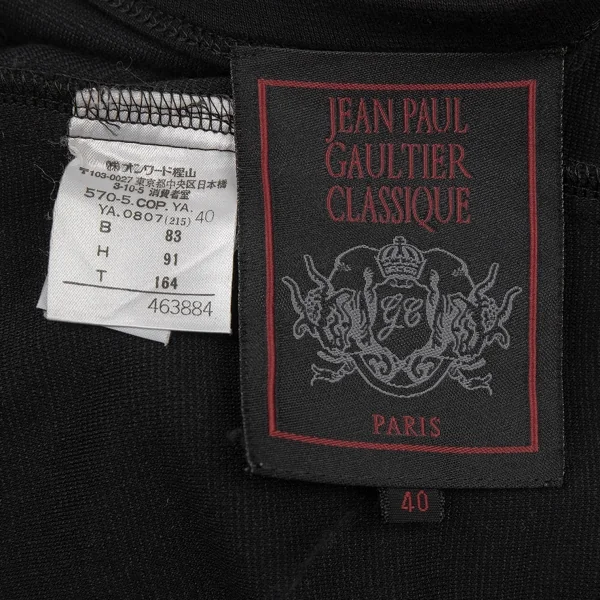 ㈱オンワード樫山
〒103-0027 東京都中央区日本橋
3-10-5 消費者室
570-5.COP.YA.
YA.0807(215) 40
B 83
H 91
T 164
463884
JEAN PAUL
GAULTIER
CLASSIQUE
PARIS
40